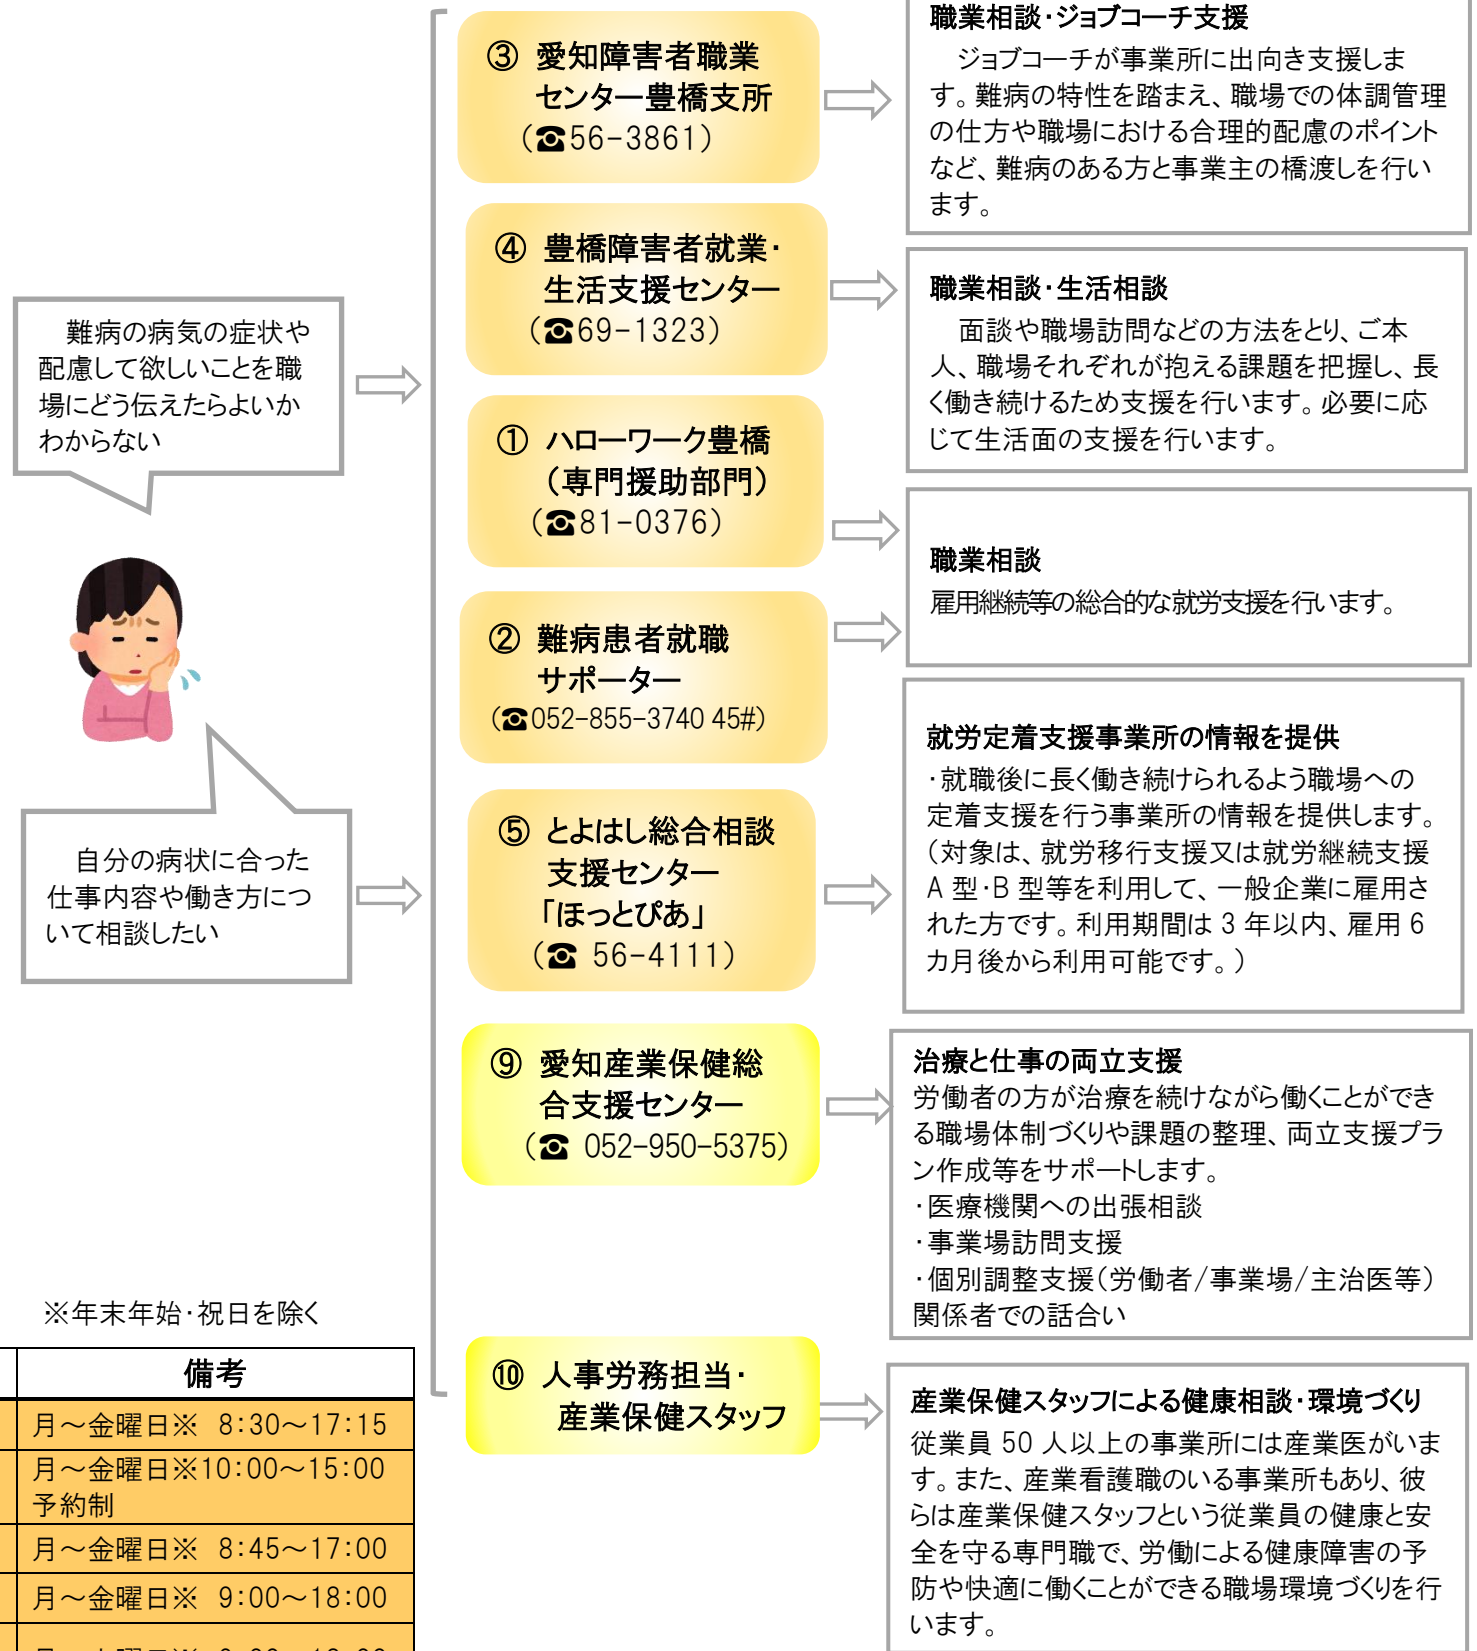 難病の病気の症状や
配慮して欲しいことを職
場にどう伝えたらよいか
わからない
自分の病状に合った
仕事内容や働き方につ
いて相談したい
③ 愛知障害者職業
センター豊橋支所
(☎56-3861)
職業相談・ジョブコーチ支援
ジョブコーチが事業所に出向き支援しま
す。難病の特性を踏まえ、職場での体調管理
の仕方や職場における合理的配慮のポイント
など、難病のある方と事業主の橋渡しを行い
ます。
④ 豊橋障害者就業・
生活支援センター
(☎69-1323)
職業相談・生活相談
面談や職場訪問などの方法をとり、ご本
人、職場それぞれが抱える課題を把握し、長
く働き続けるため支援を行います。必要に応
じて生活面の支援を行います。
① ハローワーク豊橋
(専門援助部門)
(☎81-0376)
② 難病患者就職
サポーター
(☎052-855-3740 45#)
職業相談
雇用継続等の総合的な就労支援を行います。
⑤ とよはし総合相談
支援センター
「ほっとぴあ」
(☎ 56-4111)
就労定着支援事業所の情報を提供
・就職後に長く働き続けられるよう職場への
定着支援を行う事業所の情報を提供します。
(対象は、就労移行支援又は就労継続支援
A 型・B 型等を利用して、一般企業に雇用さ
れた方です。利用期間は 3 年以内、雇用 6
カ月後から利用可能です。)
⑨ 愛知産業保健総
合支援センター
(☎ 052-950-5375)
治療と仕事の両立支援
労働者の方が治療を続けながら働くことができ
る職場体制づくりや課題の整理、両立支援プラ
ン作成等をサポートします。
・医療機関への出張相談
・事業場訪問支援
・個別調整支援(労働者/事業場/主治医等)
関係者での話合い
⑩ 人事労務担当・
産業保健スタッフ
産業保健スタッフによる健康相談・環境づくり
従業員 50 人以上の事業所には産業医がいま
す。また、産業看護職のいる事業所もあり、彼
らは産業保健スタッフという従業員の健康と安
全を守る専門職で、労働による健康障害の予
防や快適に働くことができる職場環境づくりを行
います。
※年末年始・祝日を除く
備考
月～金曜日※ 8:30～17:15
月～金曜日※10:00～15:00
予約制
月～金曜日※ 8:45～17:00
月～金曜日※ 9:00～18:00